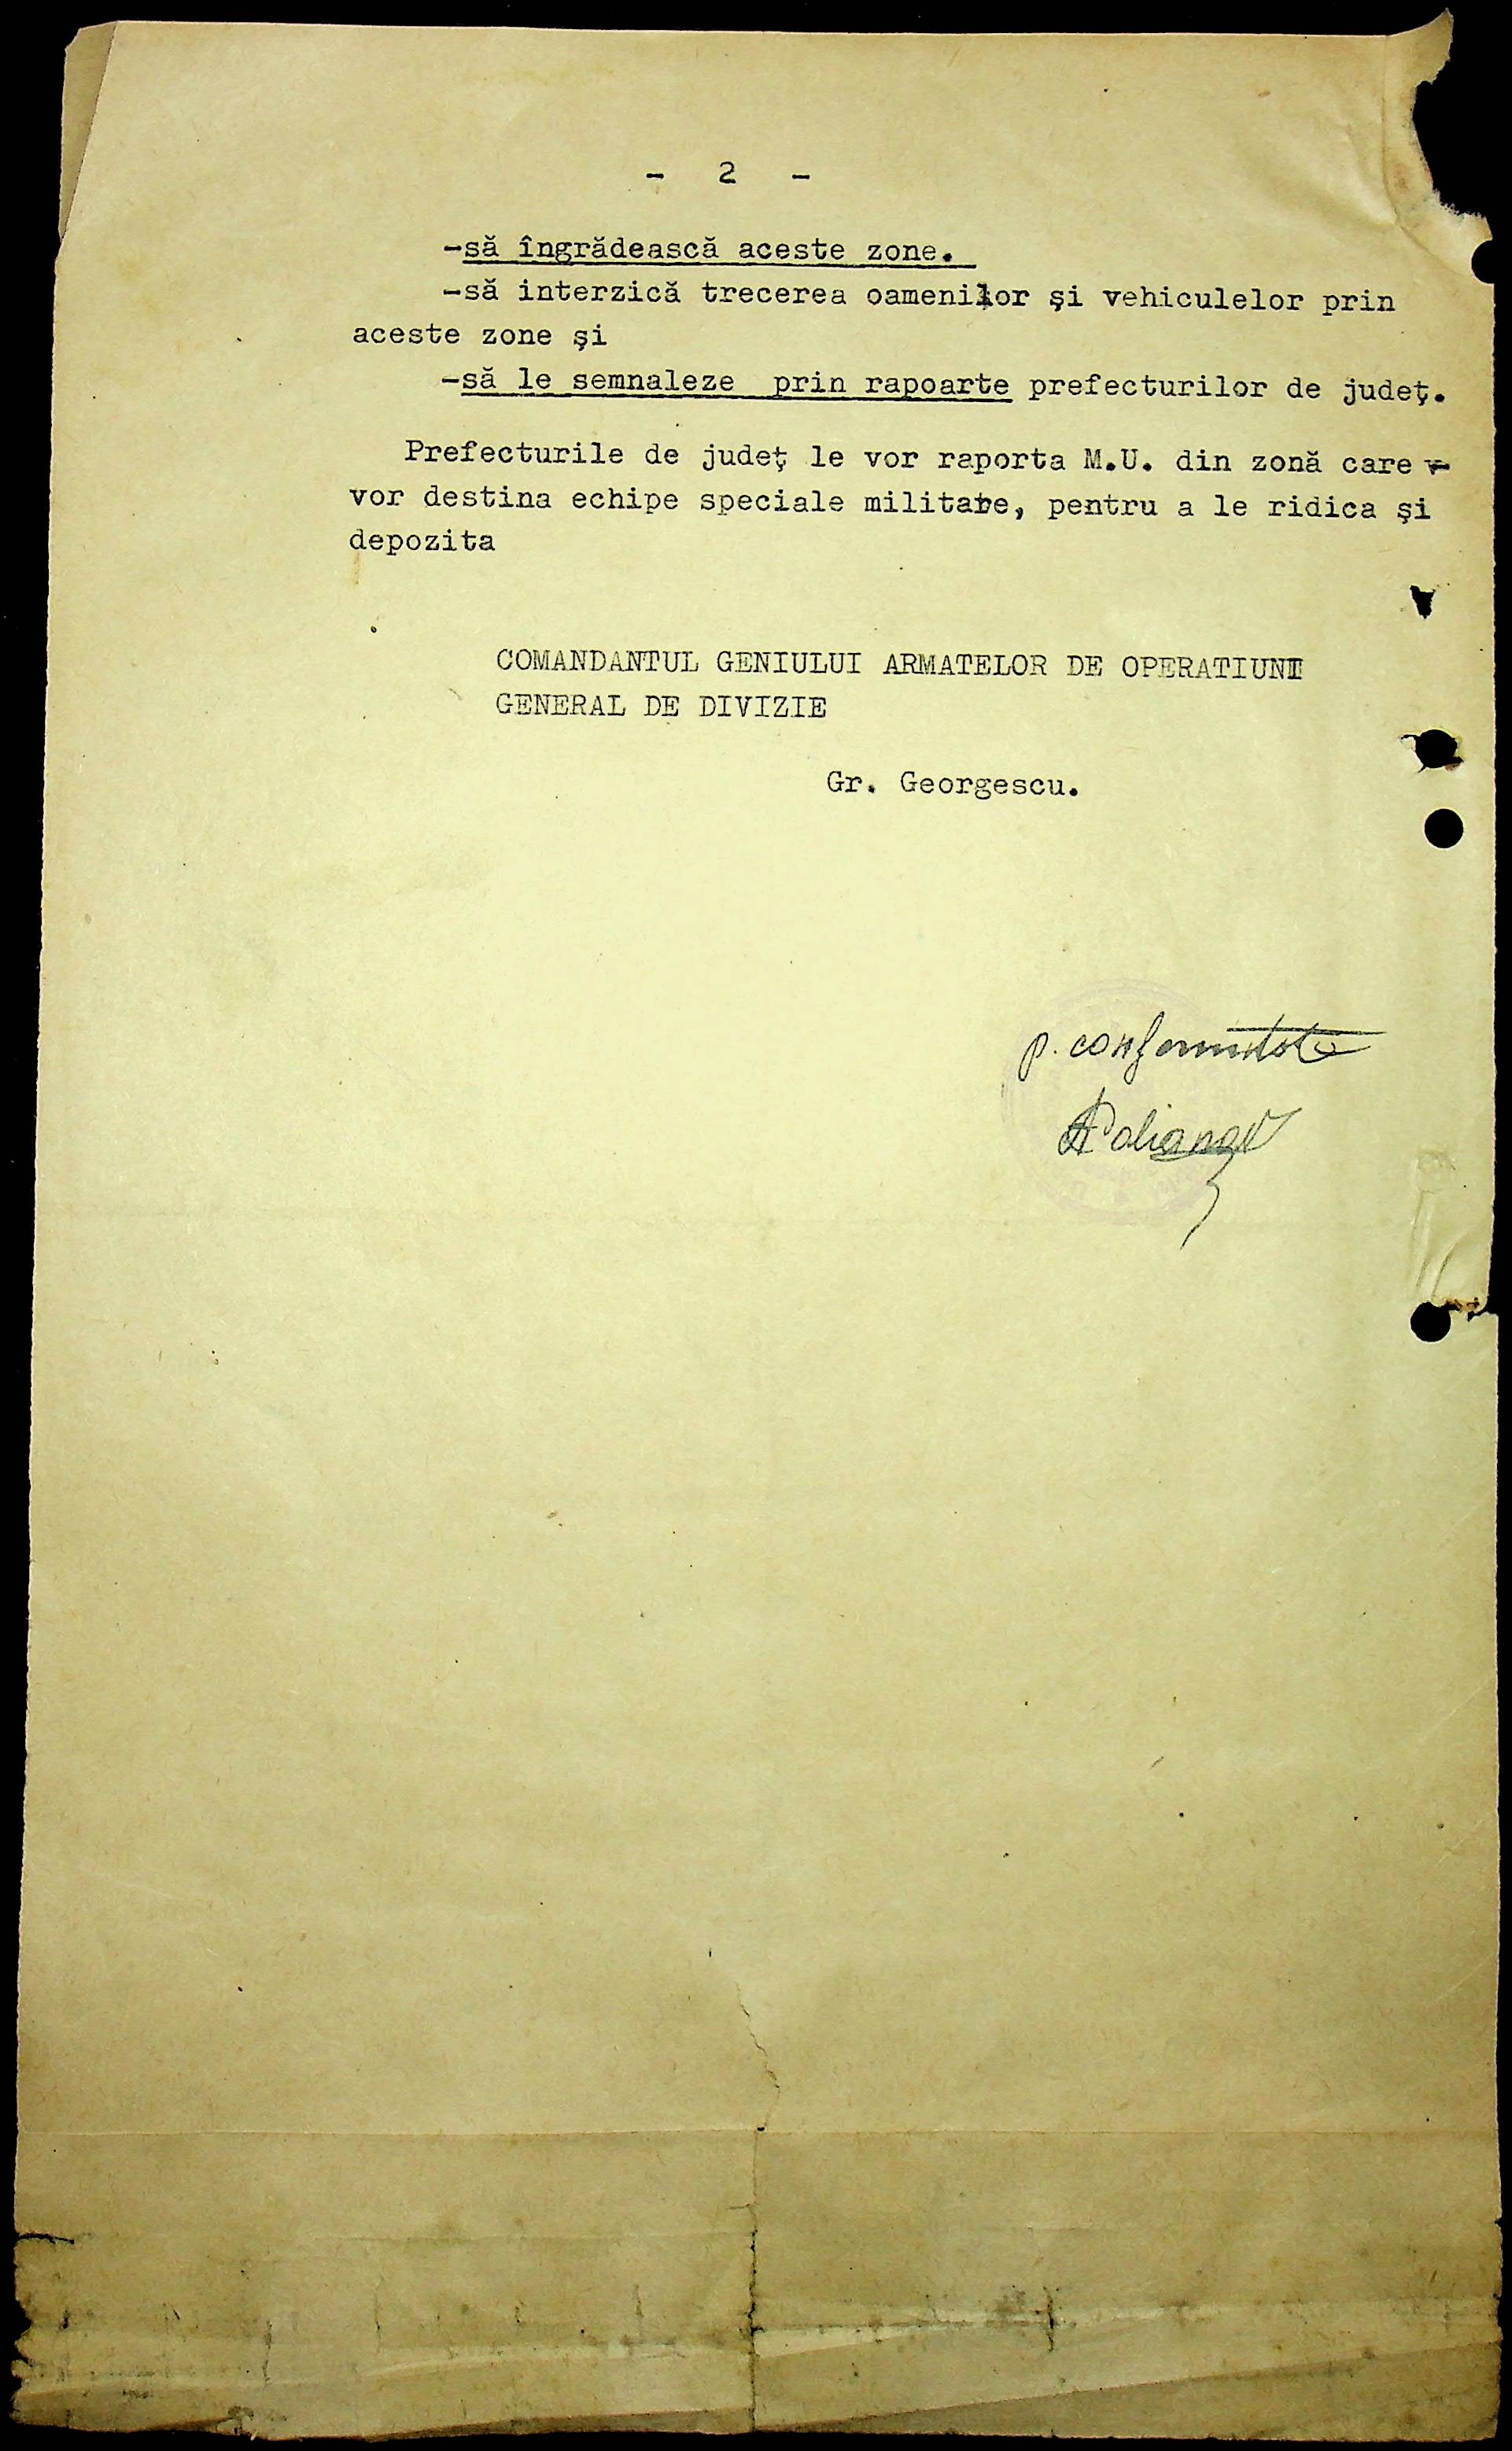 - 2 -
-să îngrădească aceste zone.
-să interzică trecerea oamenilor şi vehiculelor prin
aceste zone şi
-să le semnaleze prin rapoarte prefecturilor de judeţ.
Prefecturile de judeţ le vor raporta M.U. din zonă care
vor destina echipe speciale militare, pentru a le ridica şi
depozita
COMANDANTUL GENIULUI ARMATELOR DE OPERATIUNI
GENERAL DE DIVIZIE
Gr. Georgescu.
p. conformitate